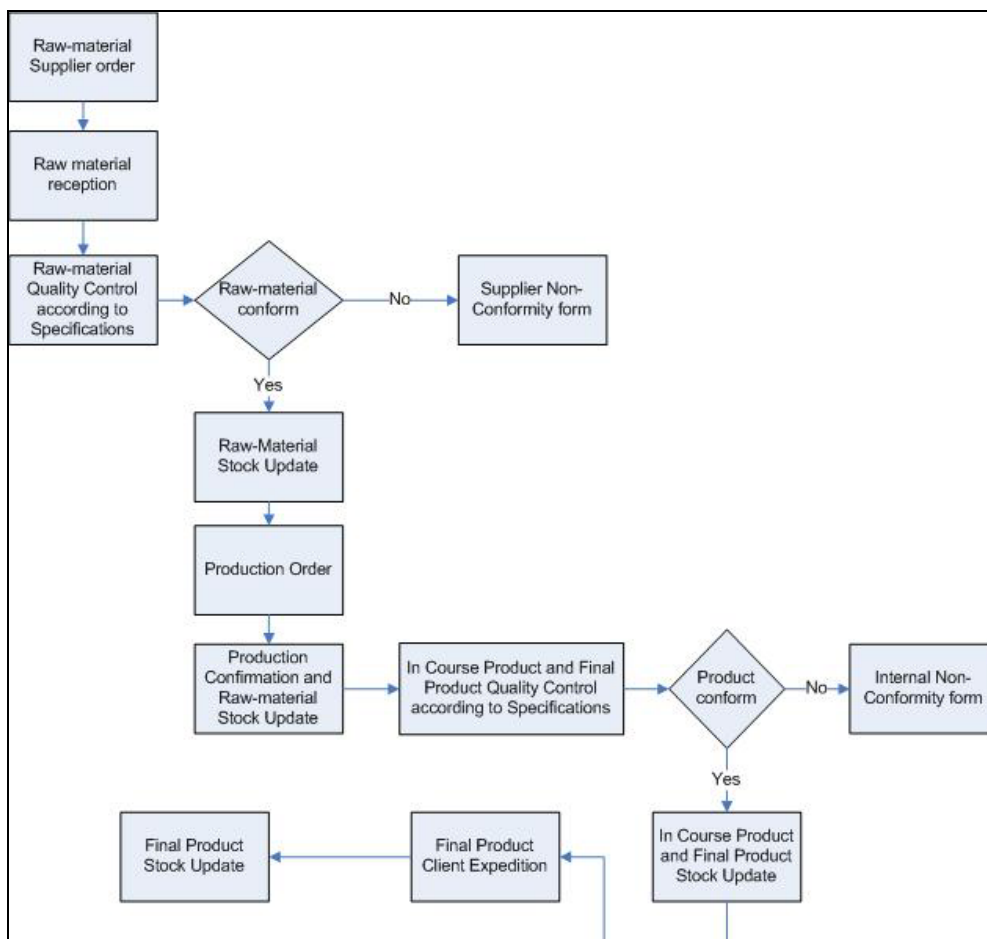 Raw-material
Supplier order
Raw material
reception
Raw-material
Quality Control
according to
Specifications
Raw-material
conform
No
Supplier Non-
Conformity form
Yes
Raw-Material
Stock Update
Production Order
Production
Confirmation and
Raw-material
Stock Update
In Course Product and Final
Product Quality Control
according to Specifications
Product
conform
No
Internal Non-
Conformity form
Yes
In Course Product
and Final Product
Stock Update
Final Product
Client Expedition
Final Product
Stock Update